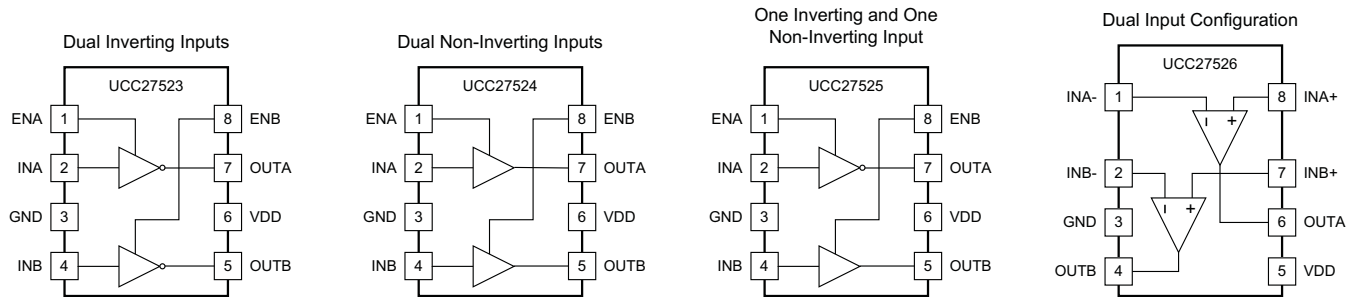 Dual Inverting Inputs
UCC27523
ENA 1 8 ENB
INA 2 7 OUTA
GND 3 6 VDD
INB 4 5 OUTB
Dual Non-Inverting Inputs
UCC27524
ENA 1 8 ENB
INA 2 7 OUTA
GND 3 6 VDD
INB 4 5 OUTB
One Inverting and One
Non-Inverting Input
UCC27525
ENA 1 8 ENB
INA 2 7 OUTA
GND 3 6 VDD
INB 4 5 OUTB
Dual Input Configuration
UCC27526
INA- 1 8 INA+
- +
INB- 2 7 INB+
- +
GND 3 6 OUTA
OUTB 4 5 VDD